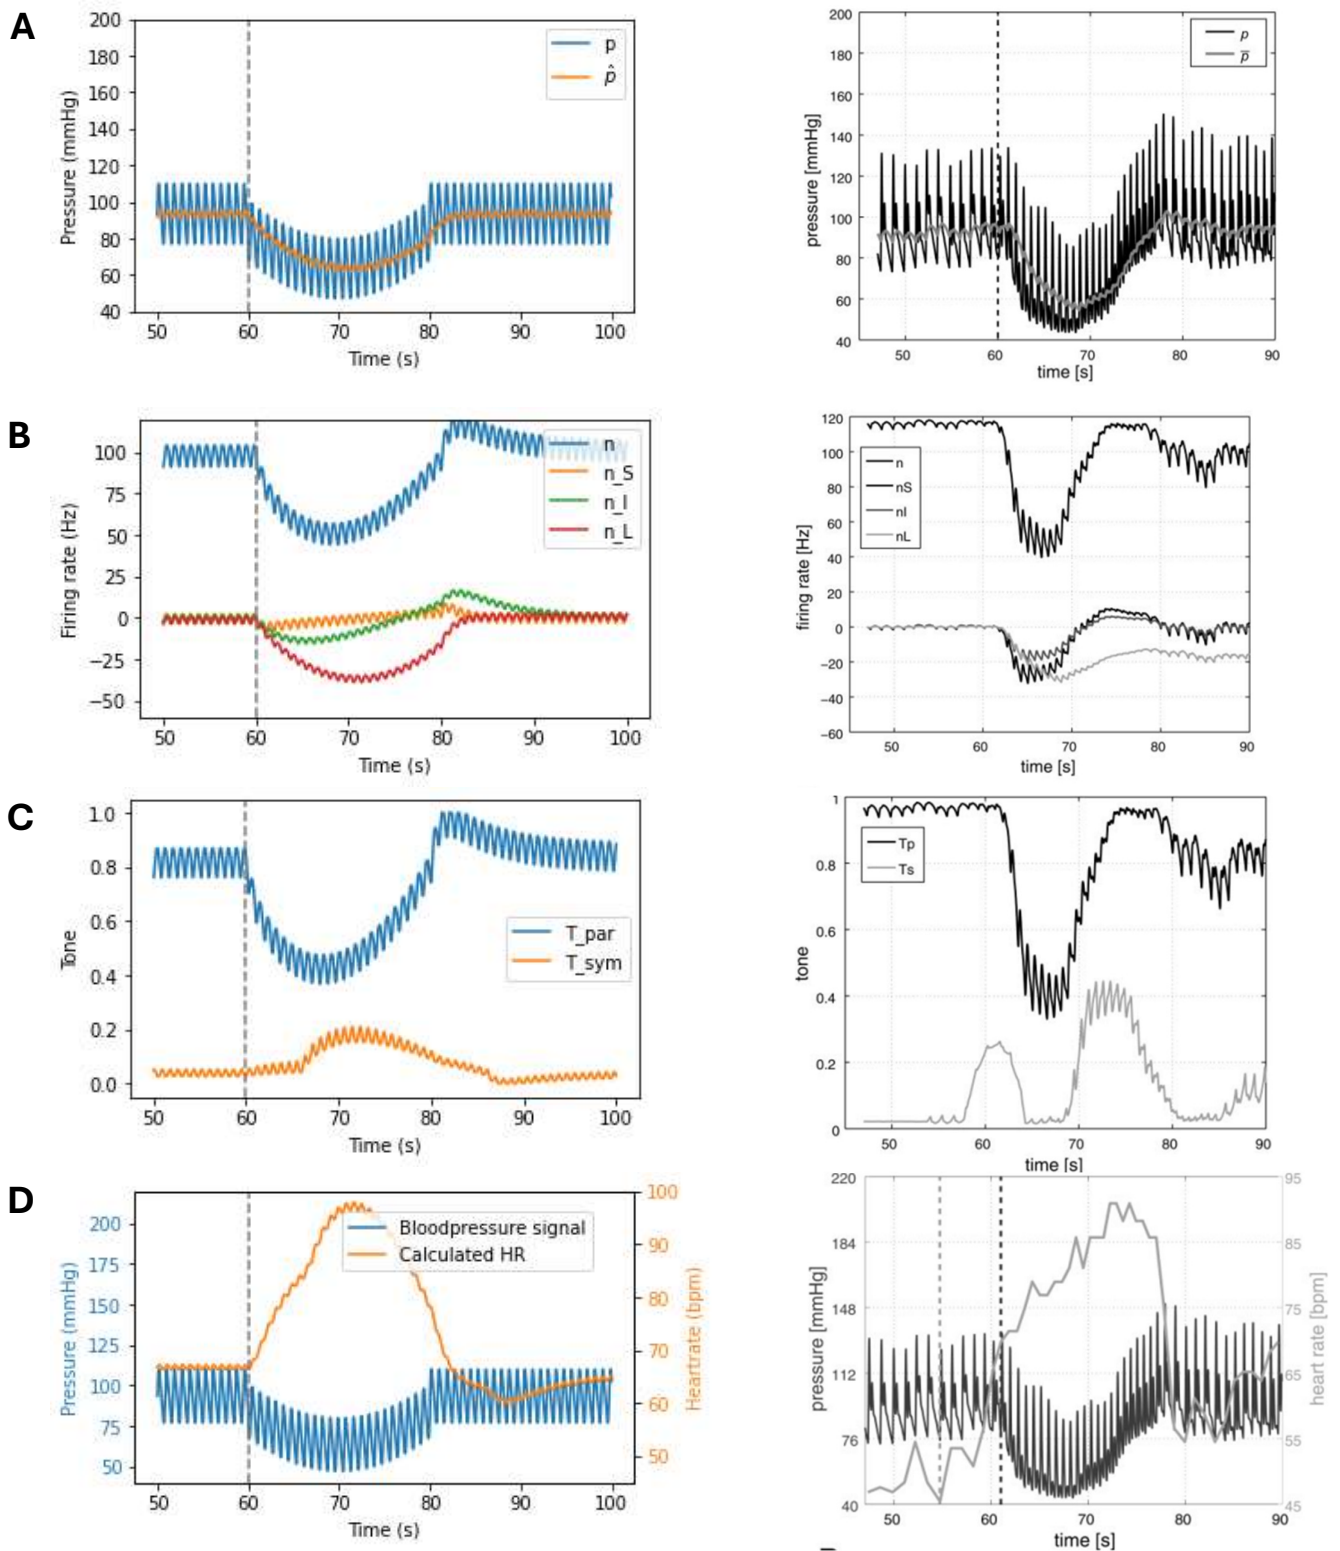 A
200
180
160
140
120
100
80
60
40
Pressure (mmHg)
50 60 70 80 90 100
Time (s)
p
p̂
200
180
160
140
120
100
80
60
40
pressure [mmHg]
50 60 70 80 90
time [s]
p
p̅
B
100
75
50
25
0
−25
−50
Firing rate (Hz)
50 60 70 80 90 100
Time (s)
n
n_S
n_I
n_L
120
100
80
60
40
20
0
−20
−40
−60
firing rate [Hz]
50 60 70 80 90
time [s]
n
nS
nI
nL
C
1.0
0.8
0.6
0.4
0.2
0.0
Tone
50 60 70 80 90 100
Time (s)
T_par
T_sym
1
0.8
0.6
0.4
0.2
0
tone
50 60 70 80 90
time [s]
Tp
Ts
D
200
175
150
125
100
75
50
Pressure (mmHg)
50 60 70 80 90 100
Time (s)
100
90
80
70
60
50
Heartrate (bpm)
Bloodpressure signal
Calculated HR
220
184
148
112
76
40
pressure [mmHg]
50 60 70 80 90
time [s]
95
85
75
65
55
45
heart rate [bpm]